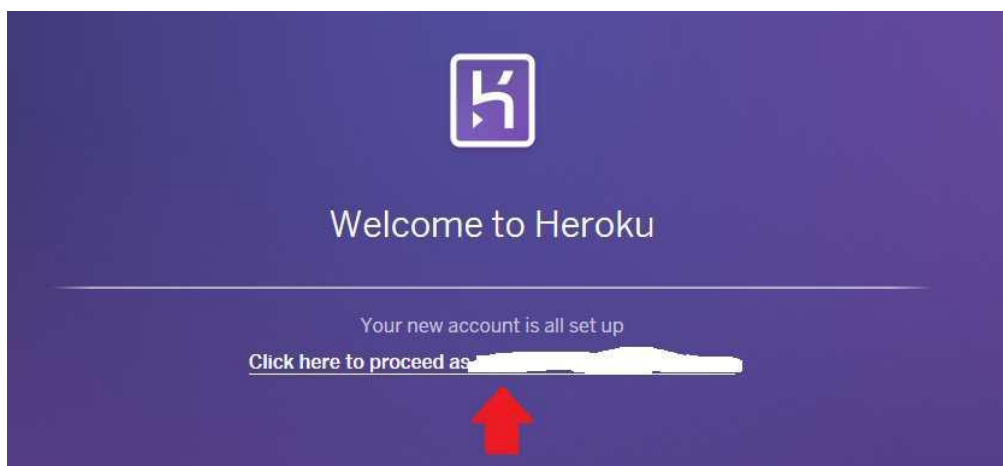 Welcome to Heroku
Your new account is all set up
Click here to proceed as